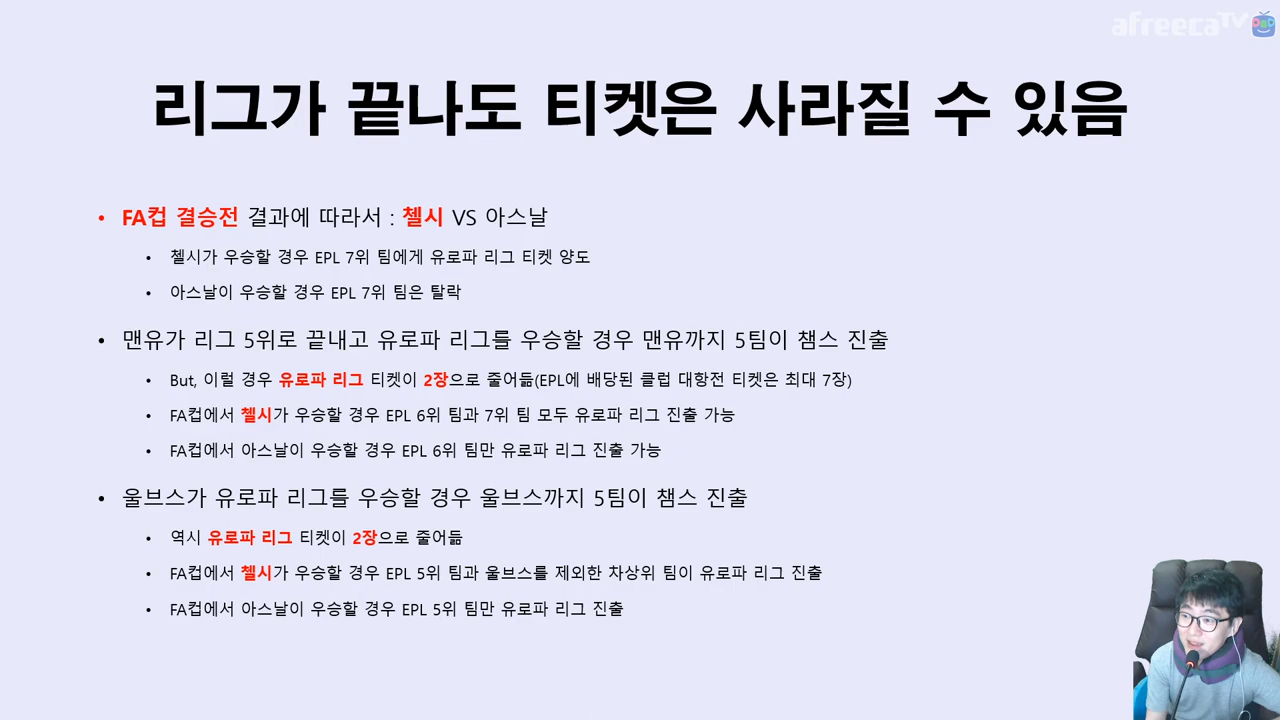 afreecaTV
리그가 끝나도 티켓은 사라질 수 있음
• FA컵 결승전 결과에 따라서 : 첼시 VS 아스날
• 첼시가 우승할 경우 EPL 7위 팀에게 유로파 리그 티켓 양도
• 아스날이 우승할 경우 EPL 7위 팀은 탈락
• 맨유가 리그 5위로 끝내고 유로파 리그를 우승할 경우 맨유까지 5팀이 챔스 진출
• But, 이럴 경우 유로파 리그 티켓이 2장으로 줄어듦(EPL에 배당된 클럽 대항전 티켓은 최대 7장)
• FA컵에서 첼시가 우승할 경우 EPL 6위 팀과 7위 팀 모두 유로파 리그 진출 가능
• FA컵에서 아스날이 우승할 경우 EPL 6위 팀만 유로파 리그 진출 가능
• 울브스가 유로파 리그를 우승할 경우 울브스까지 5팀이 챔스 진출
• 역시 유로파 리그 티켓이 2장으로 줄어듦
• FA컵에서 첼시가 우승할 경우 EPL 5위 팀과 울브스를 제외한 차상위 팀이 유로파 리그 진출
• FA컵에서 아스날이 우승할 경우 EPL 5위 팀만 유로파 리그 진출